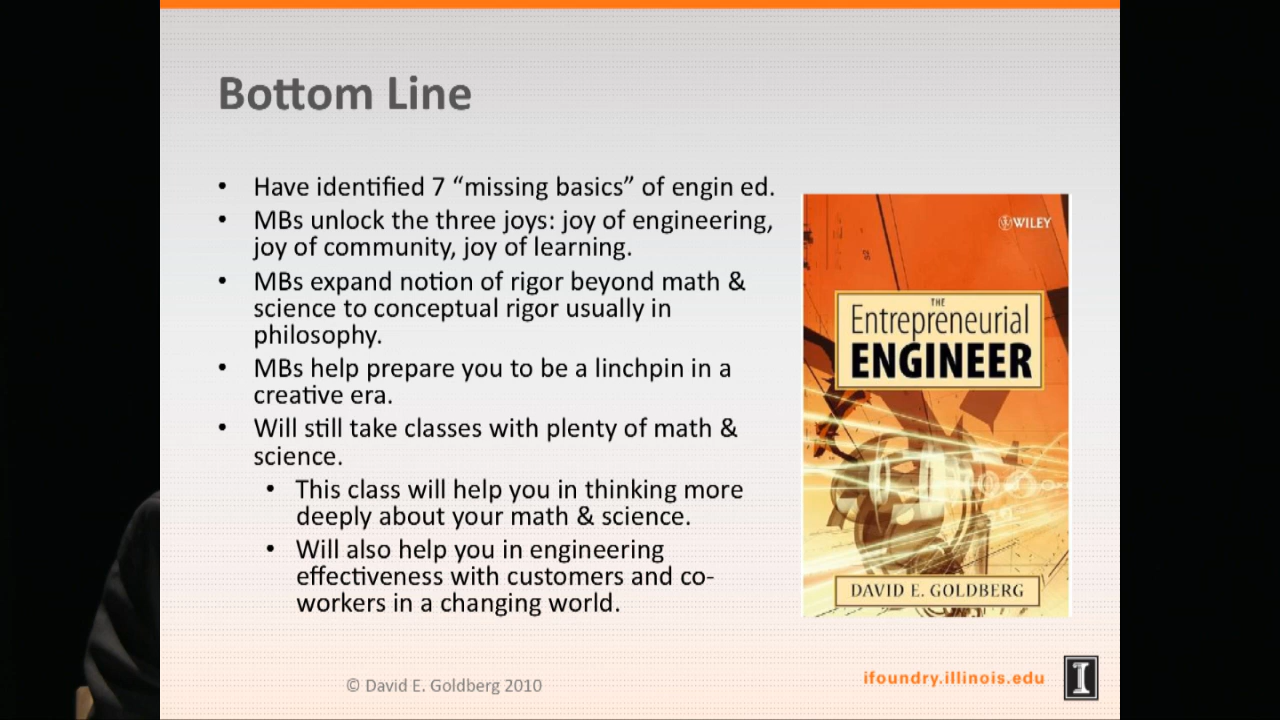 Bottom Line
• Have identified 7 “missing basics” of engin ed.
• MBs unlock the three joys: joy of engineering,
joy of community, joy of learning.
• MBs expand notion of rigor beyond math &
science to conceptual rigor usually in
philosophy.
• MBs help prepare you to be a linchpin in a
creative era.
• Will still take classes with plenty of math &
science.
• This class will help you in thinking more
deeply about your math & science.
• Will also help you in engineering
effectiveness with customers and co-
workers in a changing world.
WILEY
THE
Entrepreneurial
ENGINEER
DAVID E. GOLDBERG
© David E. Goldberg 2010
ifoundry.illinois.edu
I